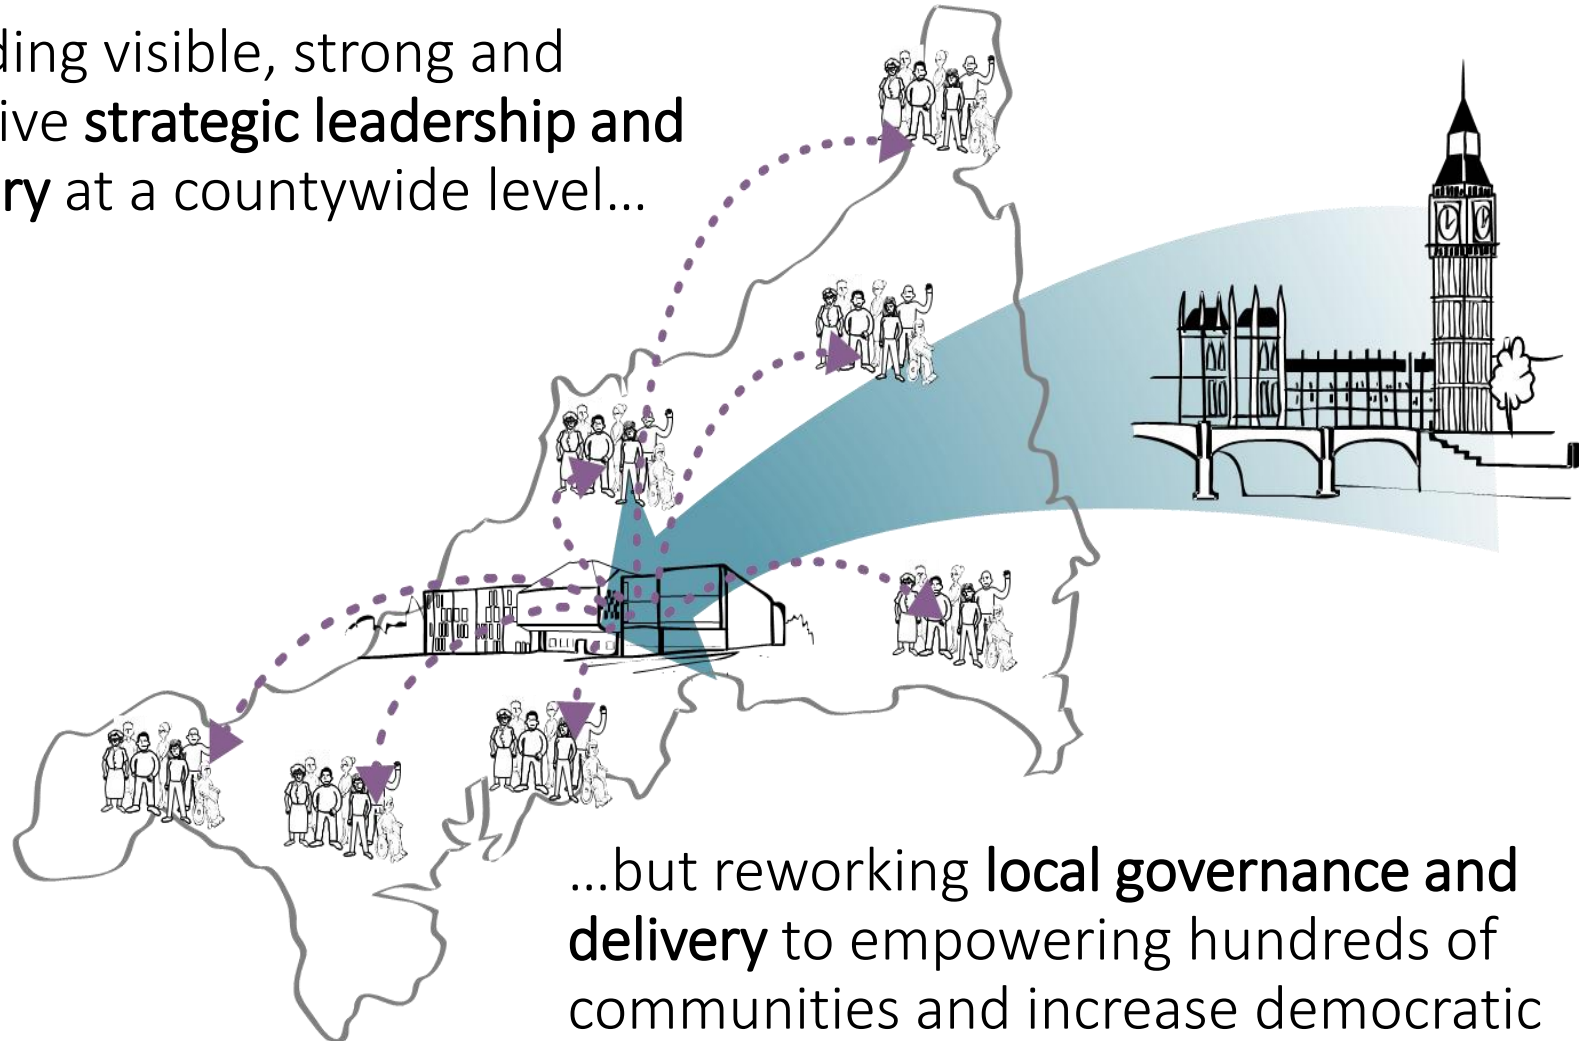 ding visible, strong and
ive strategic leadership and
ry at a countywide level...
...but reworking local governance and
delivery to empowering hundreds of
communities and increase democratic